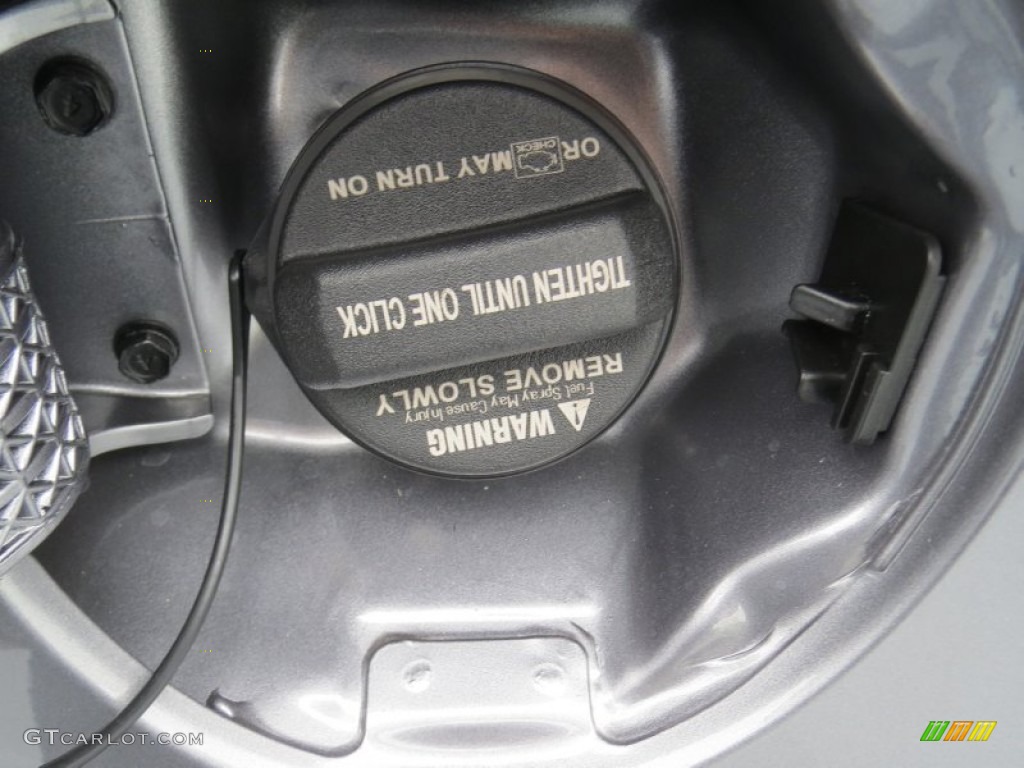 WARNING
Fuel Spray May Cause Injury
REMOVE SLOWLY
TIGHTEN UNTIL ONE CLICK
OR MAY TURN ON
CHECK
GTCARLOT.COM